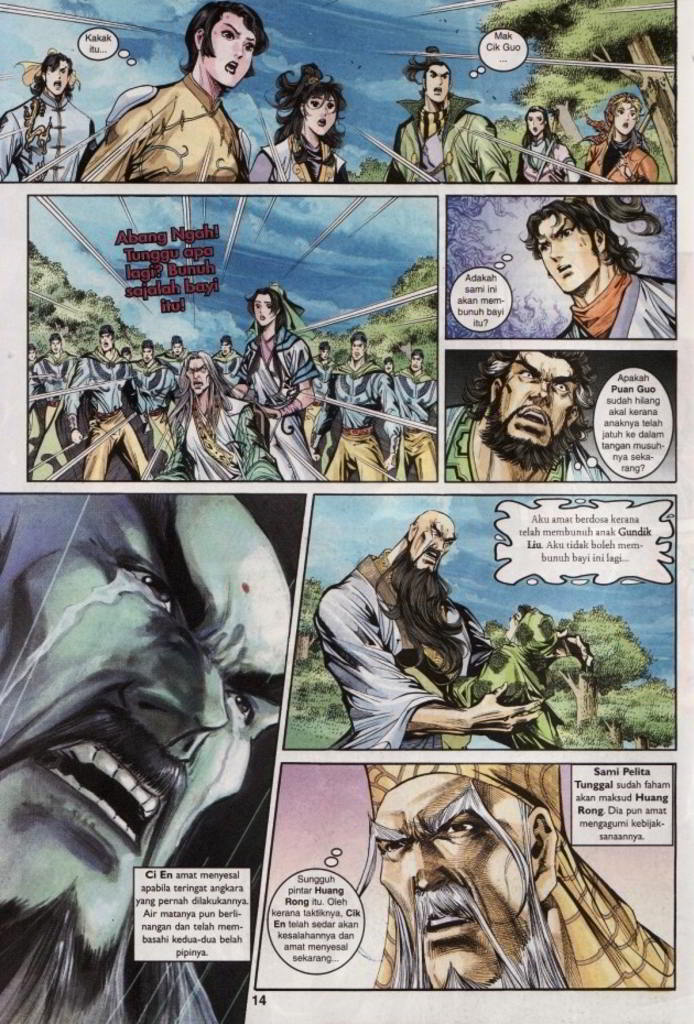 Kakak
itu...
Mak
Cik Guo
...
Abang Ngah!
Tunggu apa
lagi? Bunuh
sajalah bayi
itu!
Adakah
sami ini
akan mem-
bunuh bayi
itu?
Apakah
Puan Guo
sudah hilang
akal kerana
anaknya telah
jatuh ke dalam
tangan musuh-
nya seka-
rang?
Ci En amat menyesal
apabila teringat angkara
yang pernah dilakukannya.
Air matanya pun berli-
nangan dan telah mem-
basahi kedua-dua belah
pipinya.
Aku amat berdosa kerana
telah membunuh anak Gundik
Liu. Aku tidak boleh mem-
bunuh bayi ini lagi...
Sami Pelita
Tunggal sudah faham
akan maksud Huang
Rong. Dia pun amat
mengagumi kebijak-
sanaannya.
Sungguh
pintar Huang
Rong itu. Oleh
kerana taktiknya, Cik
En telah sedar akan
kesalahannya dan
amat menyesal
sekarang...
14